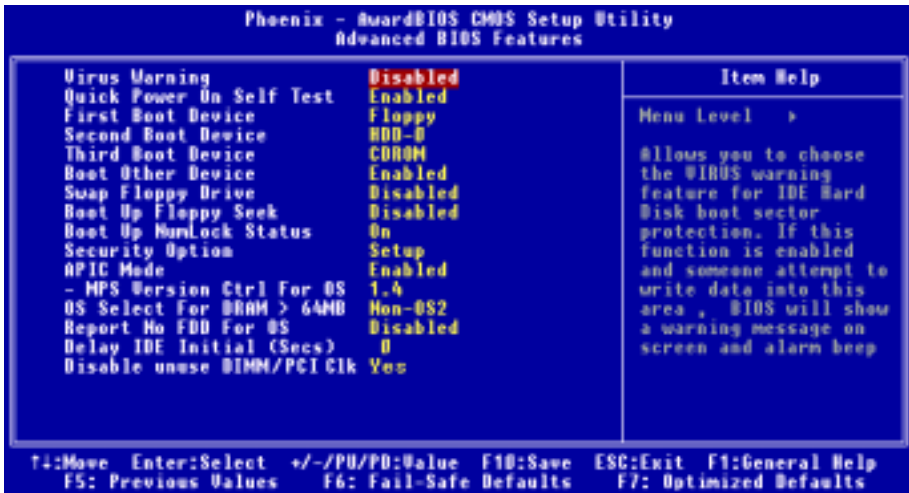 Phoenix - AwardBIOS CMOS Setup Utility
Advanced BIOS Features
Virus Warning Disabled
Quick Power On Self Test Enabled
First Boot Device Floppy
Second Boot Device HDD-0
Third Boot Device CDROM
Boot Other Device Enabled
Swap Floppy Drive Disabled
Boot Up Floppy Seek Disabled
Boot Up NumLock Status On
Security Option Setup
APIC Mode Enabled
- MPS Version Ctrl For OS 1.4
OS Select For DRAM > 64MB Non-OS2
Report No FDD For OS Disabled
Delay IDE Initial (Secs) 0
Disable unuse DIMM/PCI Clk Yes
Item Help
Menu Level ▸
Allows you to choose
the VIRUS warning
feature for IDE Hard
Disk boot sector
protection. If this
function is enabled
and someone attempt to
write data into this
area , BIOS will show
a warning message on
screen and alarm beep
↑↓:Move Enter:Select +/-/PU/PD:Value F10:Save ESC:Exit F1:General Help
F5: Previous Values F6: Fail-Safe Defaults F7: Optimized Defaults